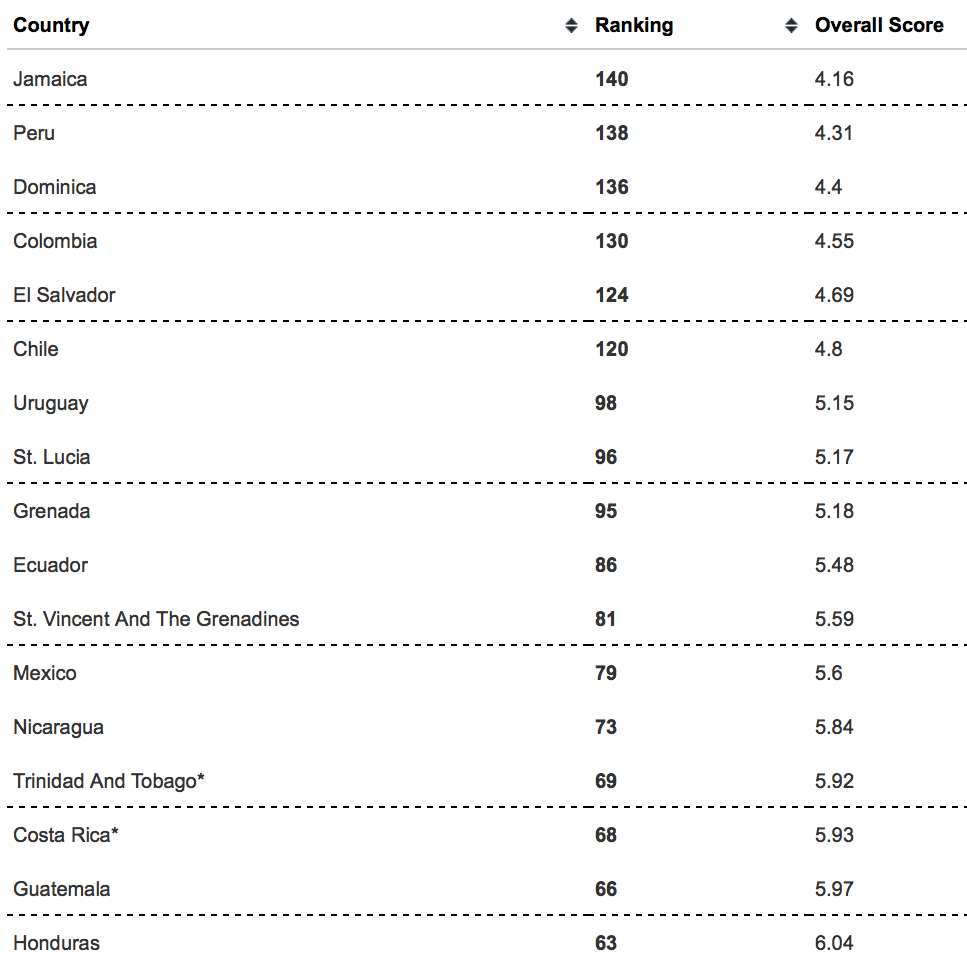 Country Ranking Overall Score
Jamaica 140 4.16
Peru 138 4.31
Dominica 136 4.4
Colombia 130 4.55
El Salvador 124 4.69
Chile 120 4.8
Uruguay 98 5.15
St. Lucia 96 5.17
Grenada 95 5.18
Ecuador 86 5.48
St. Vincent And The Grenadines 81 5.59
Mexico 79 5.6
Nicaragua 73 5.84
Trinidad And Tobago* 69 5.92
Costa Rica* 68 5.93
Guatemala 66 5.97
Honduras 63 6.04